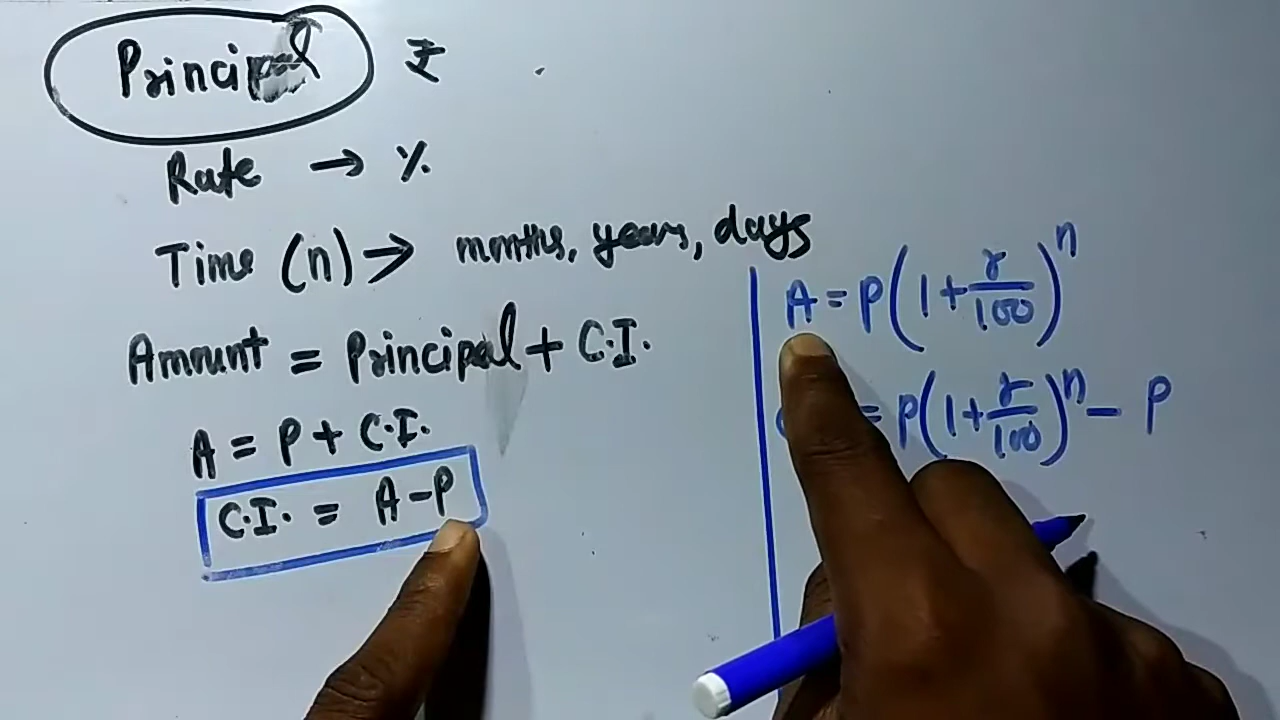 Principal ₹
Rate → %
Time (n) → months, years, days
Amount = Principal + C.I.
A = P + C.I.
C.I. = A - P
A = P(1 + r/100)^n
= P(1 + r/100)^n - P